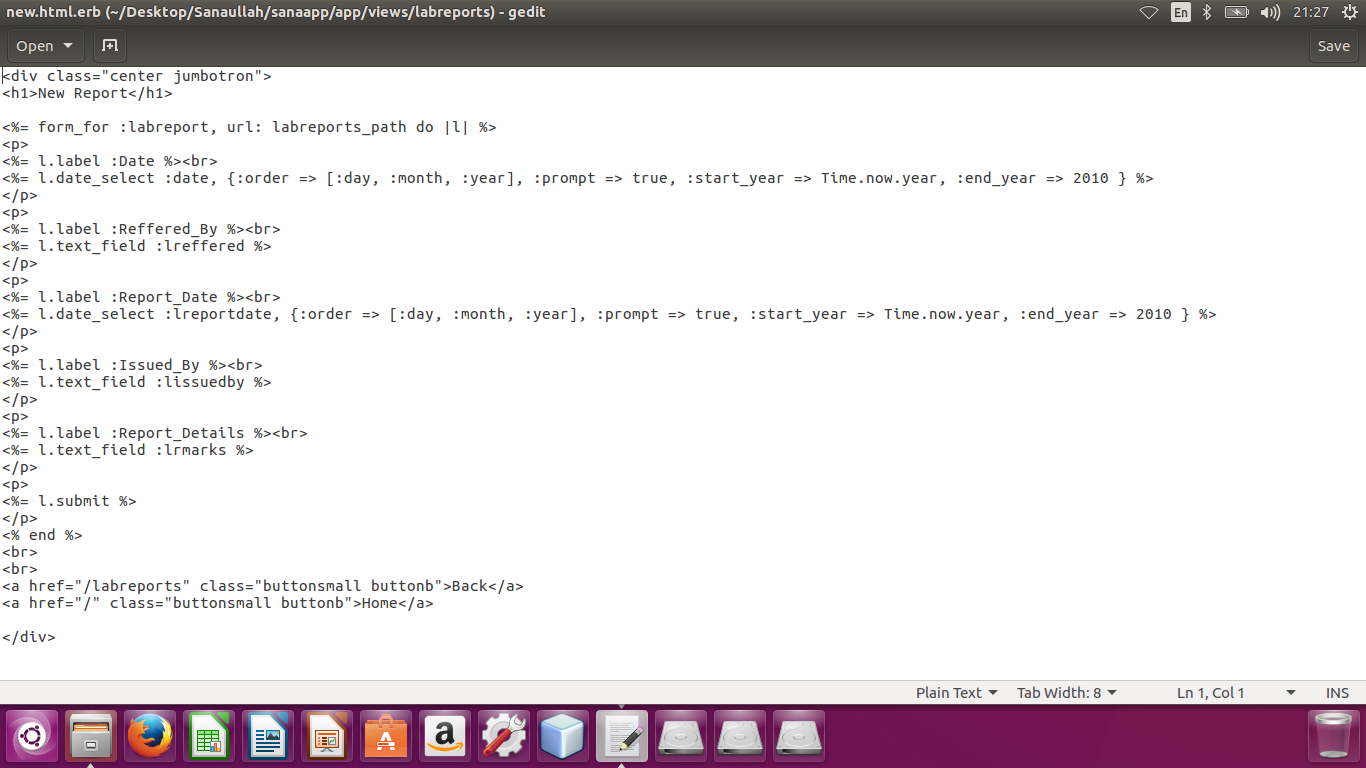 new.html.erb (~/Desktop/Sanaullah/sanaapp/app/views/labreports) - gedit
En
21:27
Open
Save
<div class="center jumbotron">
<h1>New Report</h1>
<%= form_for :labreport, url: labreports_path do |l| %>
<p>
<%= l.label :Date %><br>
<%= l.date_select :date, {:order => [:day, :month, :year], :prompt => true, :start_year => Time.now.year, :end_year => 2010 } %>
</p>
<p>
<%= l.label :Reffered_By %><br>
<%= l.text_field :lreffered %>
</p>
<p>
<%= l.label :Report_Date %><br>
<%= l.date_select :lreportdate, {:order => [:day, :month, :year], :prompt => true, :start_year => Time.now.year, :end_year => 2010 } %>
</p>
<p>
<%= l.label :Issued_By %><br>
<%= l.text_field :lissuedby %>
</p>
<p>
<%= l.label :Report_Details %><br>
<%= l.text_field :lrmarks %>
</p>
<p>
<%= l.submit %>
</p>
<% end %>
<br>
<br>
<a href="/labreports" class="buttonsmall buttonb">Back</a>
<a href="/" class="buttonsmall buttonb">Home</a>
</div>
Plain Text
Tab Width: 8
Ln 1, Col 1
INS